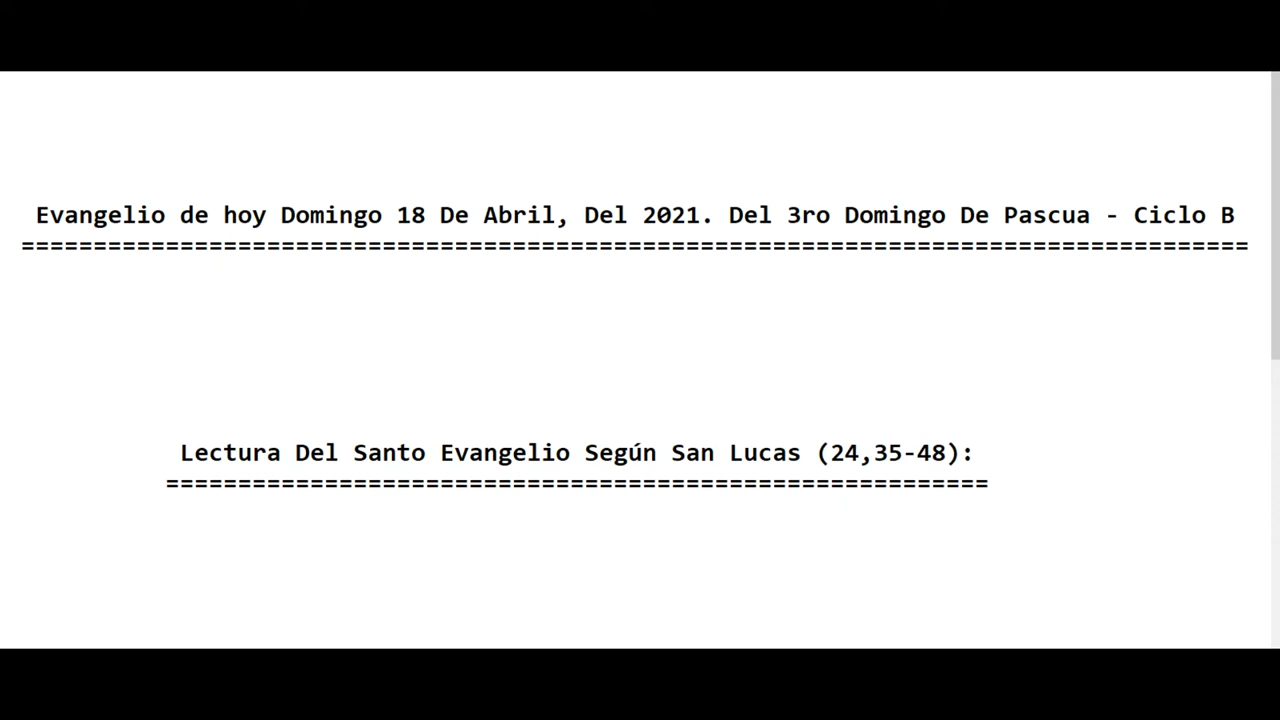 Evangelio de hoy Domingo 18 De Abril, Del 2021. Del 3ro Domingo De Pascua - Ciclo B
=====================================================================================
Lectura Del Santo Evangelio Según San Lucas (24,35-48):
=========================================================